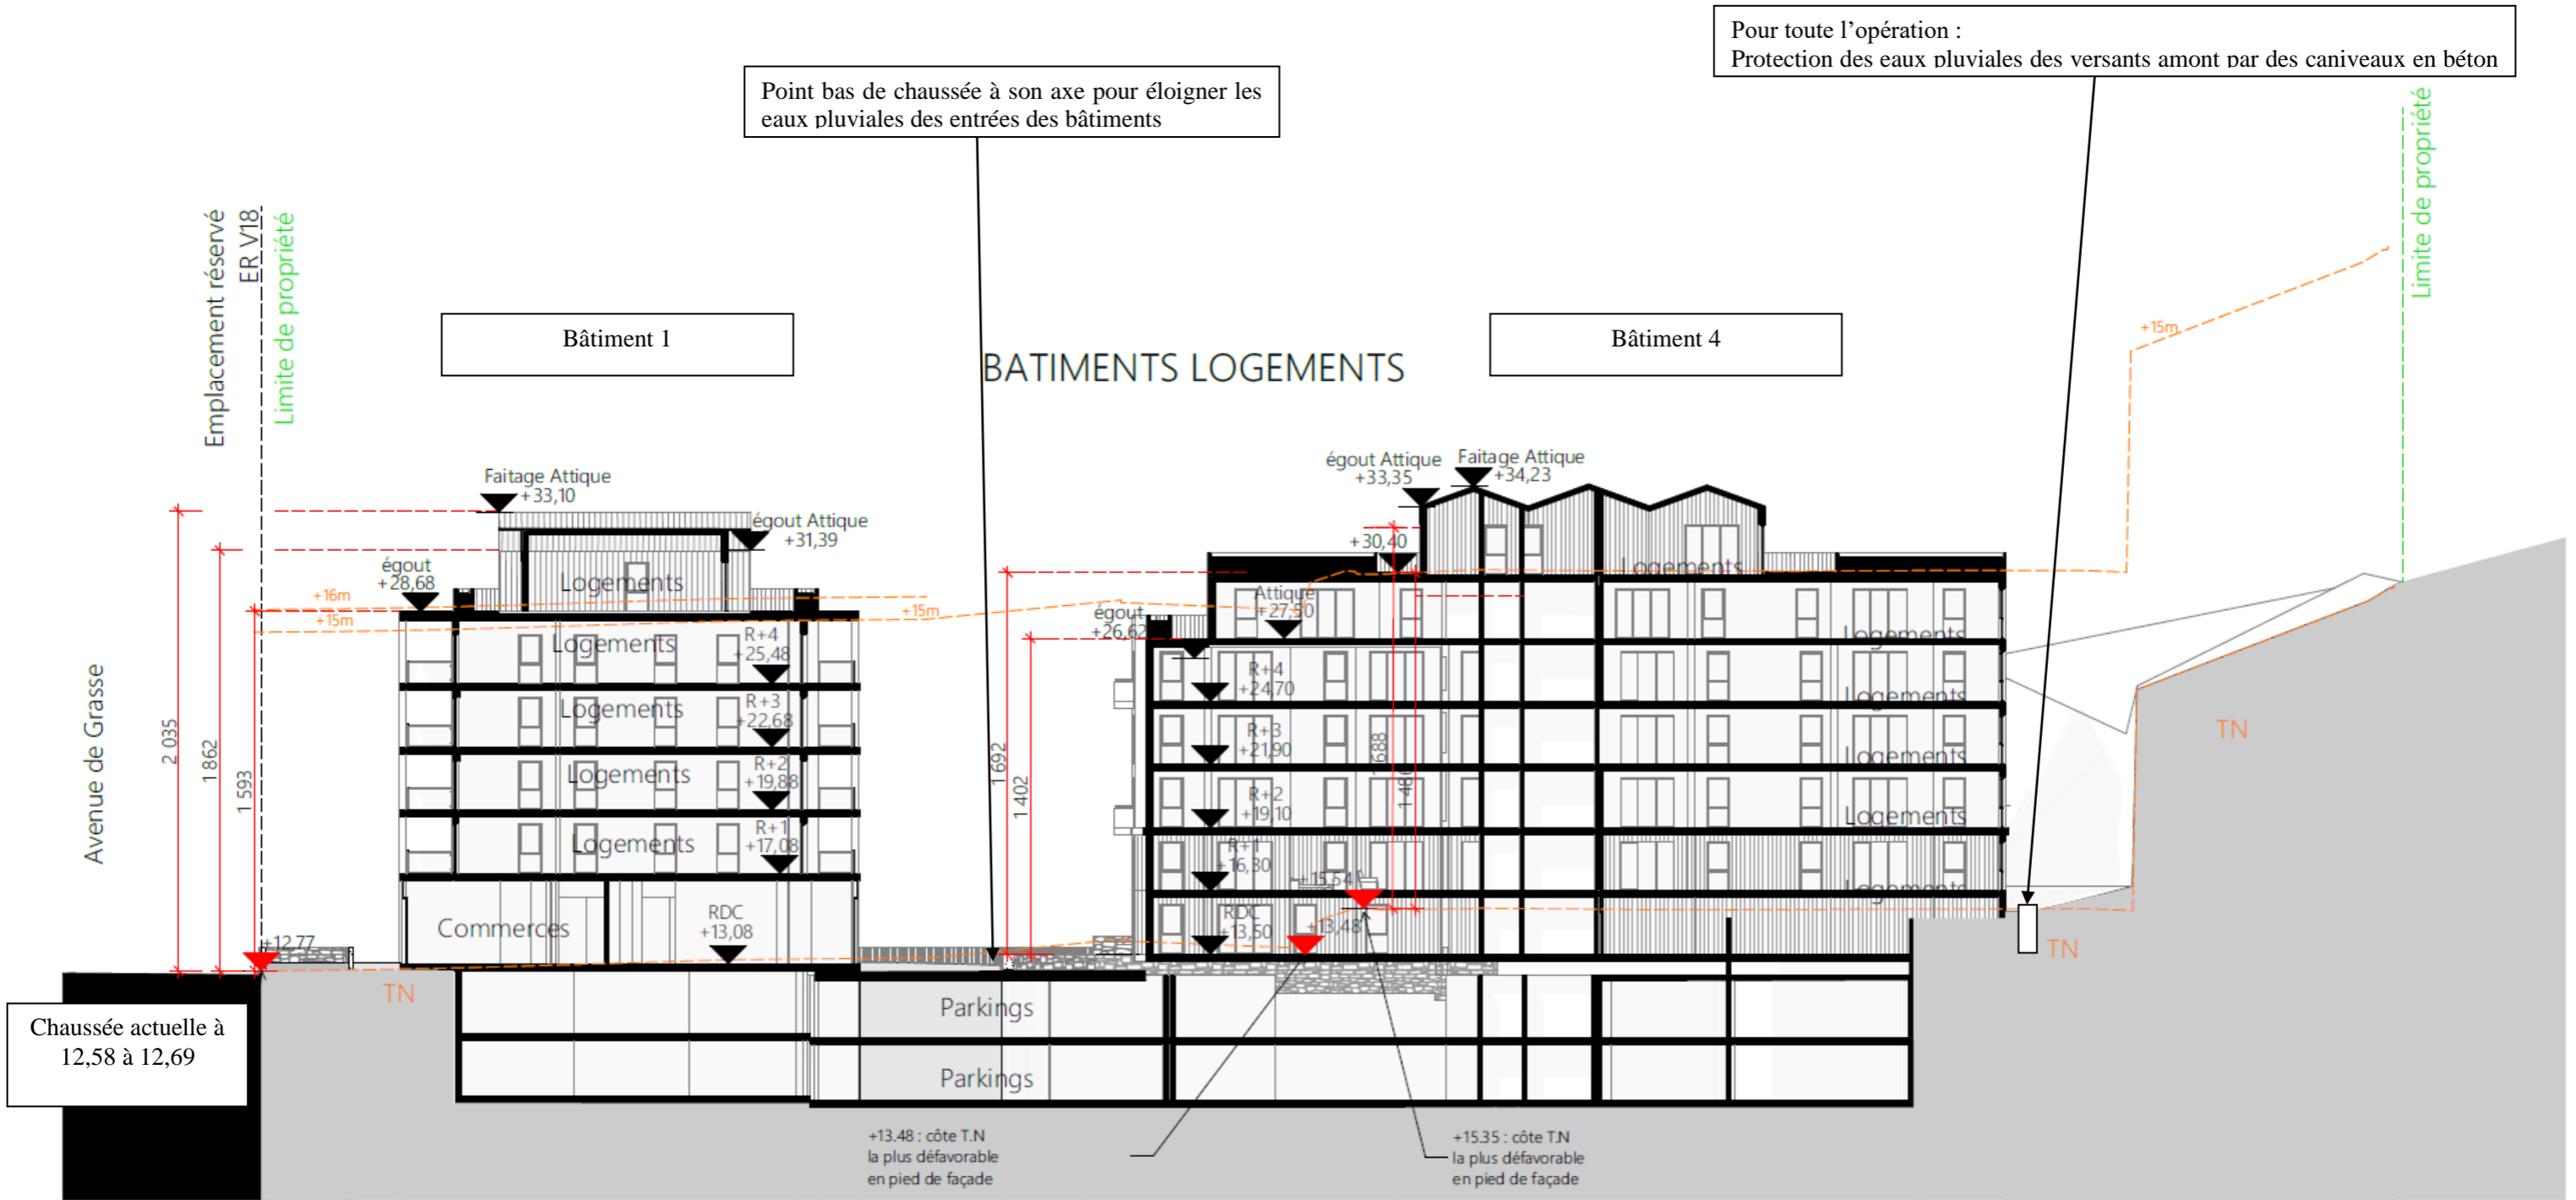 Pour toute l'opération :
Protection des eaux pluviales des versants amont par des caniveaux en béton
Point bas de chaussée à son axe pour éloigner les
eaux pluviales des entrées des bâtiments
Emplacement réservé
ER V18
Limite de propriété
Limite de propriété
Bâtiment 1
BATIMENTS LOGEMENTS
Bâtiment 4
+15m
Faitage Attique
+33,10
égout Attique
+31,39
égout
+28,68
+16m
+15m
+15m
égout Attique
+33,35
Faitage Attique
+34,23
+30,40
Attique
+27,50
égout
+26,62
Avenue de Grasse
2 035
1 862
1 593
1 692
1 402
1 688
Logements
Logements
R+4
+25,48
Logements
R+3
+22,68
Logements
R+2
+19,88
Logements
R+1
+17,08
Commerces
RDC
+13,08
Logements
Logements
R+4
+24,70
Logements
R+3
+21,90
Logements
R+2
+19,10
Logements
R+1
+16,30
Logements
+15,54
RDC
+13,50
+13,48
+12,77
TN
TN
TN
Chaussée actuelle à
12,58 à 12,69
Parkings
Parkings
+13.48 : côte T.N
la plus défavorable
en pied de façade
+15.35 : côte T.N
la plus défavorable
en pied de façade